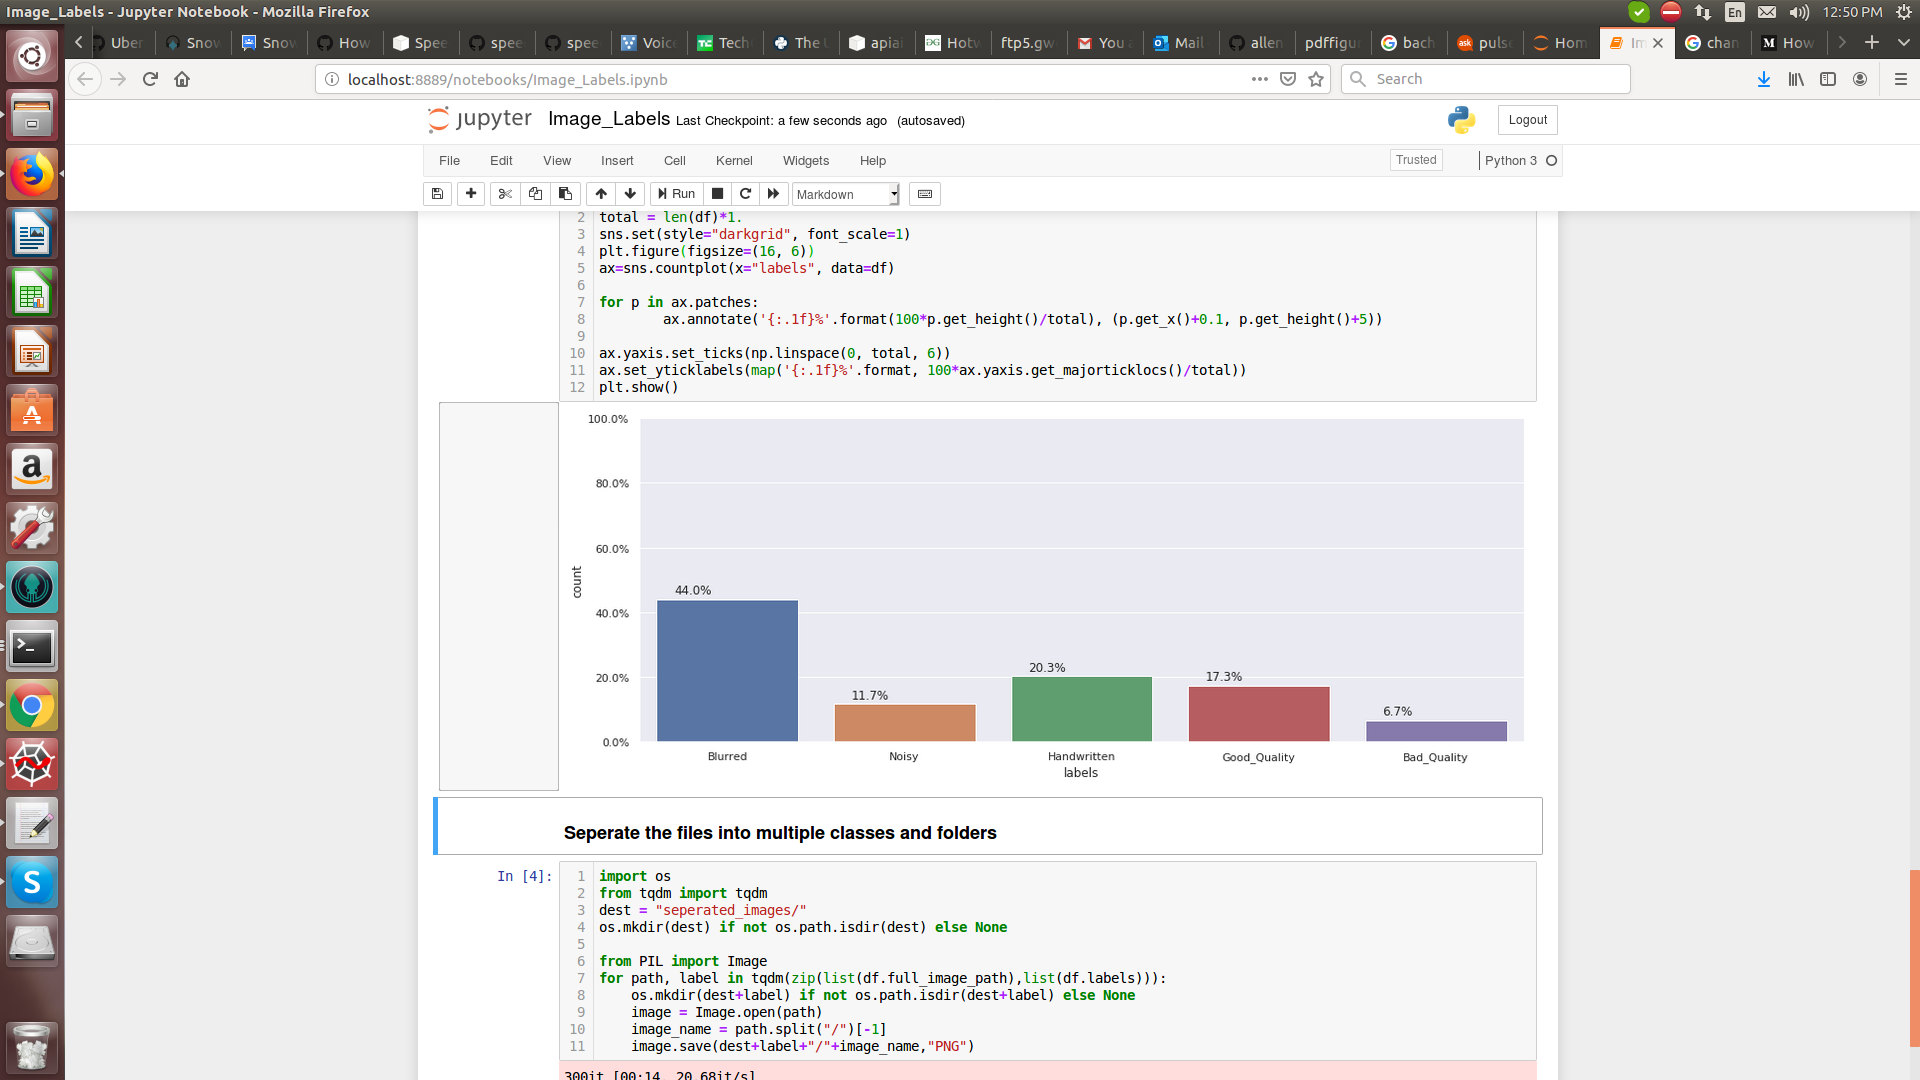 Image_Labels - Jupyter Notebook - Mozilla Firefox
En
12:50 PM
Uber
Snow
Snow
How
Spee
spee
spee
Voice
Tech
The
apiai
Hotw
ftp5.gw
You a
Mail
allen
pdffigu
bach
pulse
Hom
Im
chan
How
localhost:8889/notebooks/Image_Labels.ipynb
Search
jupyter Image_Labels Last Checkpoint: a few seconds ago (autosaved)
Logout
File Edit View Insert Cell Kernel Widgets Help
Trusted
Python 3
Run
Markdown
2 total = len(df)*1.
3 sns.set(style="darkgrid", font_scale=1)
4 plt.figure(figsize=(16, 6))
5 ax=sns.countplot(x="labels", data=df)
6
7 for p in ax.patches:
8 ax.annotate('{:.1f}%'.format(100*p.get_height()/total), (p.get_x()+0.1, p.get_height()+5))
9
10 ax.yaxis.set_ticks(np.linspace(0, total, 6))
11 ax.set_yticklabels(map('{:.1f}%'.format, 100*ax.yaxis.get_majorticklocs()/total))
12 plt.show()
100.0%
80.0%
60.0%
40.0%
20.0%
0.0%
count
44.0%
11.7%
20.3%
17.3%
6.7%
Blurred
Noisy
Handwritten
Good_Quality
Bad_Quality
labels
Seperate the files into multiple classes and folders
In [4]:
1 import os
2 from tqdm import tqdm
3 dest = "seperated_images/"
4 os.mkdir(dest) if not os.path.isdir(dest) else None
5
6 from PIL import Image
7 for path, label in tqdm(zip(list(df.full_image_path),list(df.labels))):
8 os.mkdir(dest+label) if not os.path.isdir(dest+label) else None
9 image = Image.open(path)
10 image_name = path.split("/")[-1]
11 image.save(dest+label+"/"+image_name,"PNG")
300it [00:14, 20.68it/s]